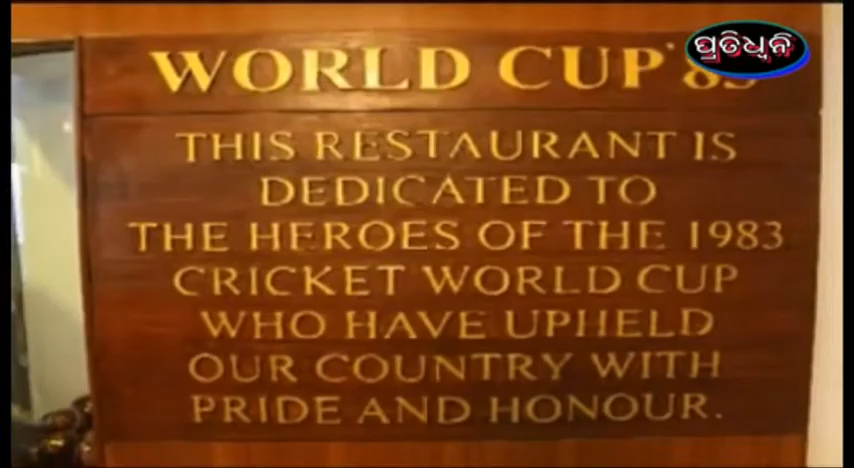 ପ୍ରତିଧ୍ୱନି
WORLD CUP '83
THIS RESTAURANT IS
DEDICATED TO
THE HEROES OF THE 1983
CRICKET WORLD CUP
WHO HAVE UPHELD
OUR COUNTRY WITH
PRIDE AND HONOUR.